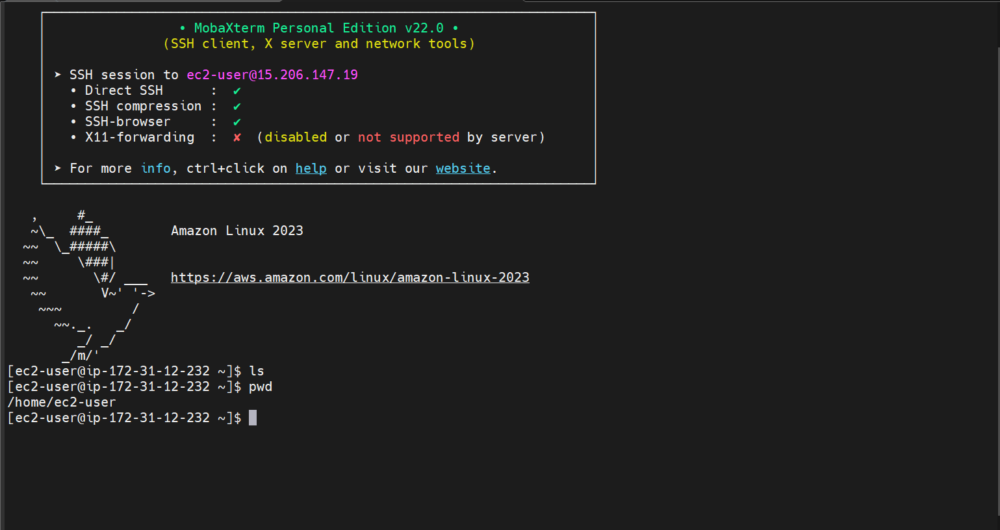 • MobaXterm Personal Edition v22.0 •
(SSH client, X server and network tools)
➤ SSH session to ec2-user@15.206.147.19
• Direct SSH      :  ✔
• SSH compression :  ✔
• SSH-browser     :  ✔
• X11-forwarding  :  ✘  (disabled or not supported by server)
➤ For more info, ctrl+click on help or visit our website.
   ,     #_
   ~\_  ####_        Amazon Linux 2023
  ~~  \_#####\
  ~~     \###|
  ~~       \#/ ___   https://aws.amazon.com/linux/amazon-linux-2023
   ~~       V~' '->
    ~~~         /
      ~~._.   _/
         _/ _/
       _/m/'
[ec2-user@ip-172-31-12-232 ~]$ ls
[ec2-user@ip-172-31-12-232 ~]$ pwd
/home/ec2-user
[ec2-user@ip-172-31-12-232 ~]$